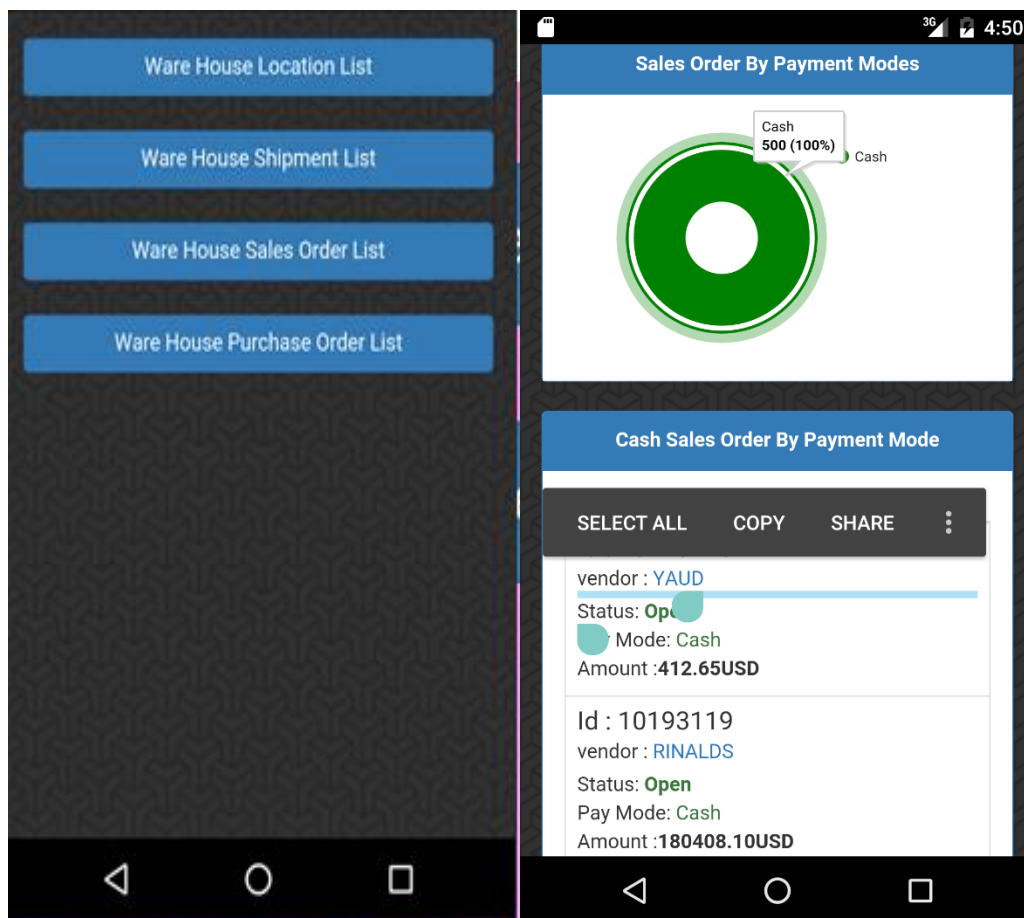 Ware House Location List
Ware House Shipment List
Ware House Sales Order List
Ware House Purchase Order List
3G
4:50
Sales Order By Payment Modes
Cash
500 (100%)
Cash
Cash Sales Order By Payment Mode
SELECT ALL COPY SHARE
vendor : YAUD
Status: Open
Mode: Cash
Amount :412.65USD
Id : 10193119
vendor : RINALDS
Status: Open
Pay Mode: Cash
Amount :180408.10USD